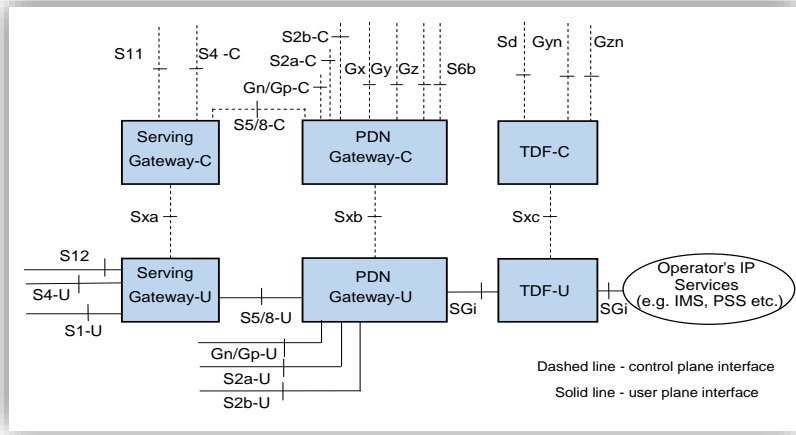 S2b-C
S11
S4 -C
S2a-C
Gx
Gy
Gz
S6b
Sd
Gyn
Gzn
Gn/Gp-C
S5/8-C
Serving
Gateway-C
PDN
Gateway-C
TDF-C
Sxa
Sxb
Sxc
S12
S4-U
S1-U
Serving
Gateway-U
S5/8-U
PDN
Gateway-U
SGi
TDF-U
SGi
Operator's IP
Services
(e.g. IMS, PSS etc.)
Gn/Gp-U
S2a-U
S2b-U
Dashed line - control plane interface
Solid line - user plane interface